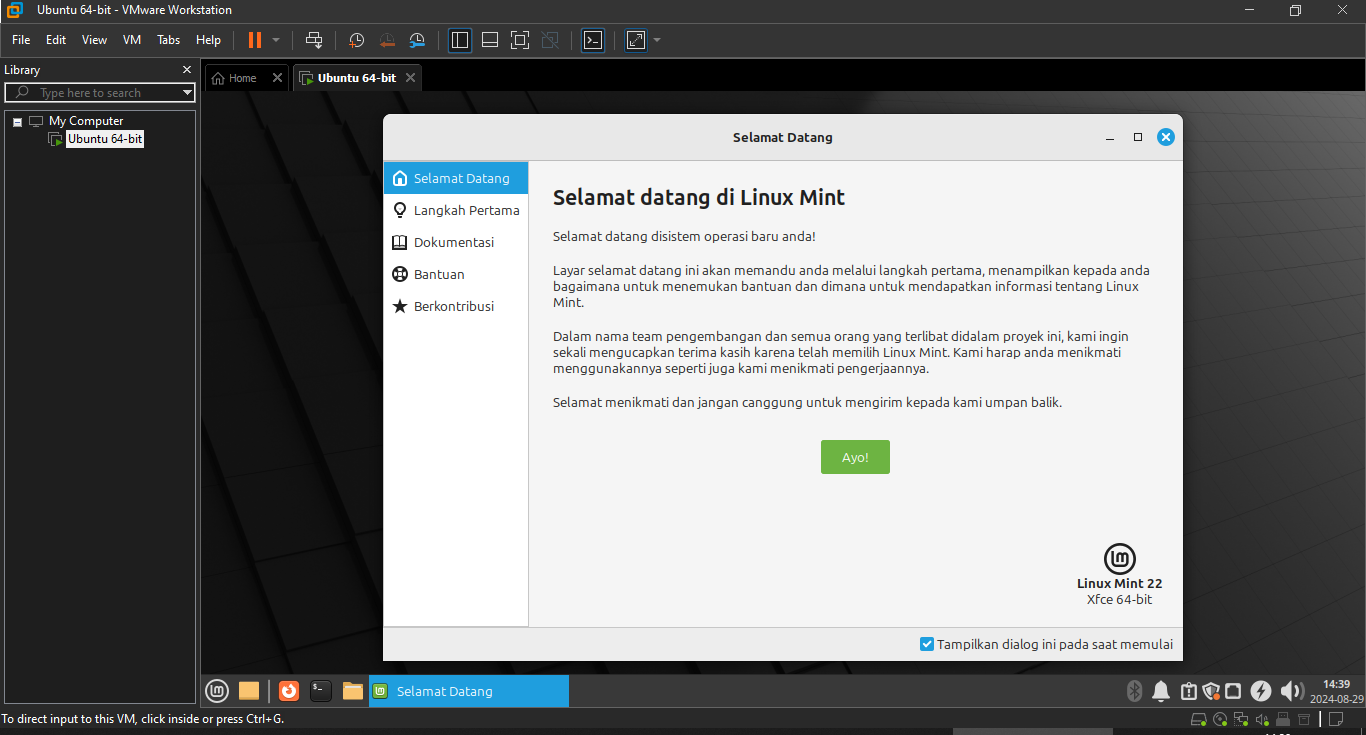 Ubuntu 64-bit - VMware Workstation
File Edit View VM Tabs Help
Library
Home
Ubuntu 64-bit
Type here to search
My Computer
Ubuntu 64-bit
Selamat Datang
Selamat Datang
Langkah Pertama
Dokumentasi
Bantuan
Berkontribusi
Selamat datang di Linux Mint
Selamat datang disistem operasi baru anda!
Layar selamat datang ini akan memandu anda melalui langkah pertama, menampilkan kepada anda
bagaimana untuk menemukan bantuan dan dimana untuk mendapatkan informasi tentang Linux
Mint.
Dalam nama team pengembangan dan semua orang yang terlibat didalam proyek ini, kami ingin
sekali mengucapkan terima kasih karena telah memilih Linux Mint. Kami harap anda menikmati
menggunakannya seperti juga kami menikmati pengerjaannya.
Selamat menikmati dan jangan canggung untuk mengirim kepada kami umpan balik.
Ayo!
Linux Mint 22
Xfce 64-bit
Tampilkan dialog ini pada saat memulai
Selamat Datang
14:39
2024-08-29
To direct input to this VM, click inside or press Ctrl+G.